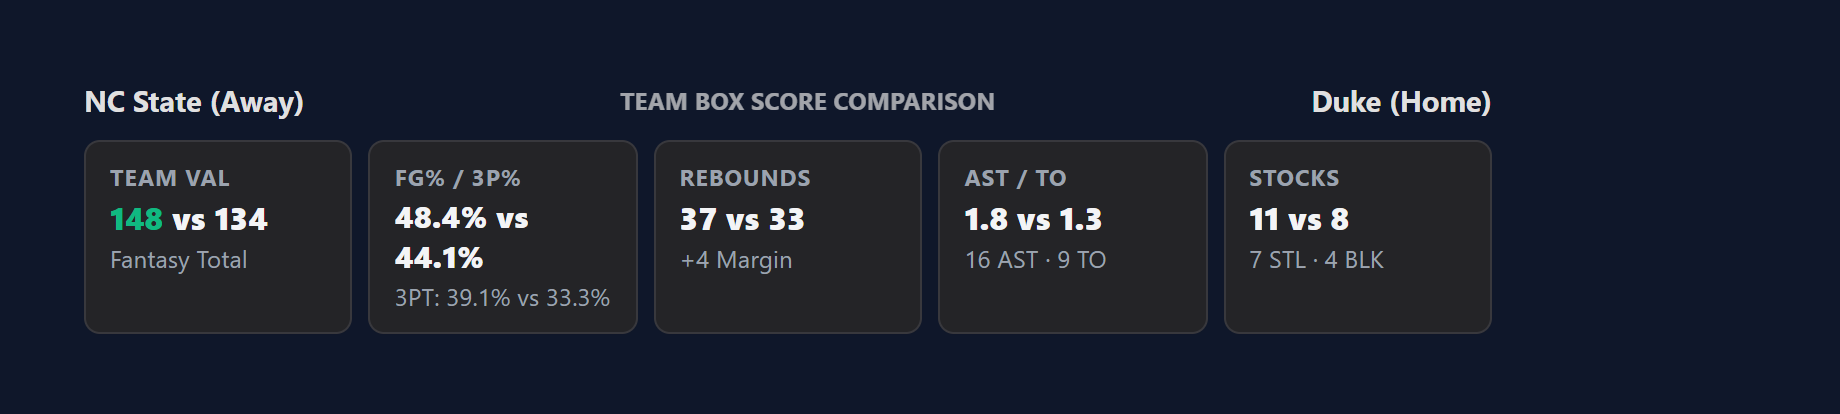 NC State (Away)
TEAM BOX SCORE COMPARISON
Duke (Home)
TEAM VAL
148 vs 134
Fantasy Total
FG% / 3P%
48.4% vs
44.1%
3PT: 39.1% vs 33.3%
REBOUNDS
37 vs 33
+4 Margin
AST / TO
1.8 vs 1.3
16 AST · 9 TO
STOCKS
11 vs 8
7 STL · 4 BLK